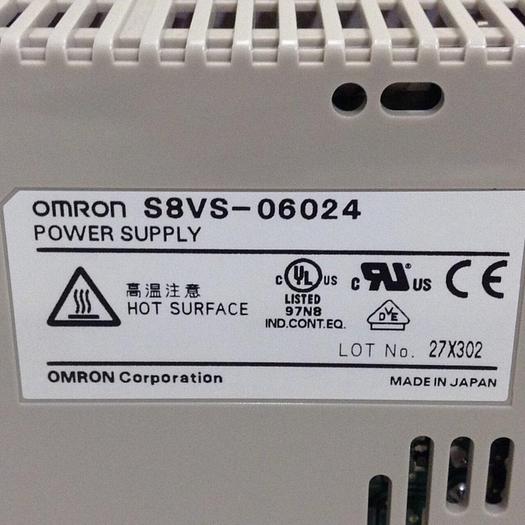 OMRON S8VS-06024
POWER SUPPLY
高温注意
HOT SURFACE
C UL US
LISTED
97N8
IND.CONT.EQ.
c RU US
CE
DVE
LOT No. 27X302
OMRON Corporation
MADE IN JAPAN